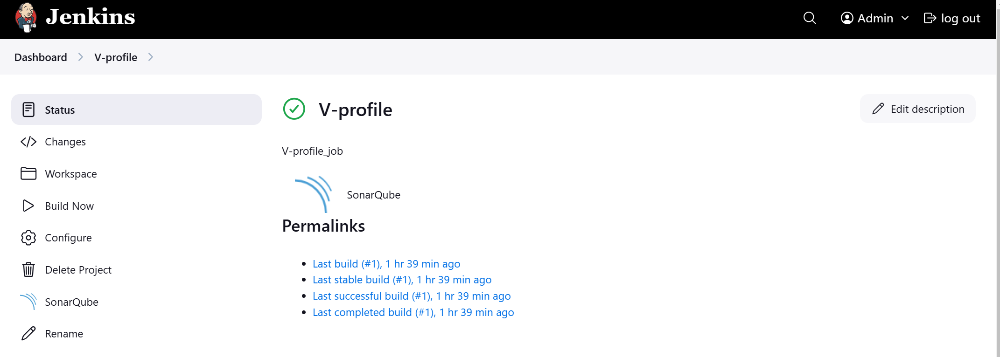 Jenkins
Admin
log out
Dashboard
V-profile
Status
Changes
Workspace
Build Now
Configure
Delete Project
SonarQube
Rename
V-profile
Edit description
V-profile_job
SonarQube
Permalinks
Last build (#1), 1 hr 39 min ago
Last stable build (#1), 1 hr 39 min ago
Last successful build (#1), 1 hr 39 min ago
Last completed build (#1), 1 hr 39 min ago